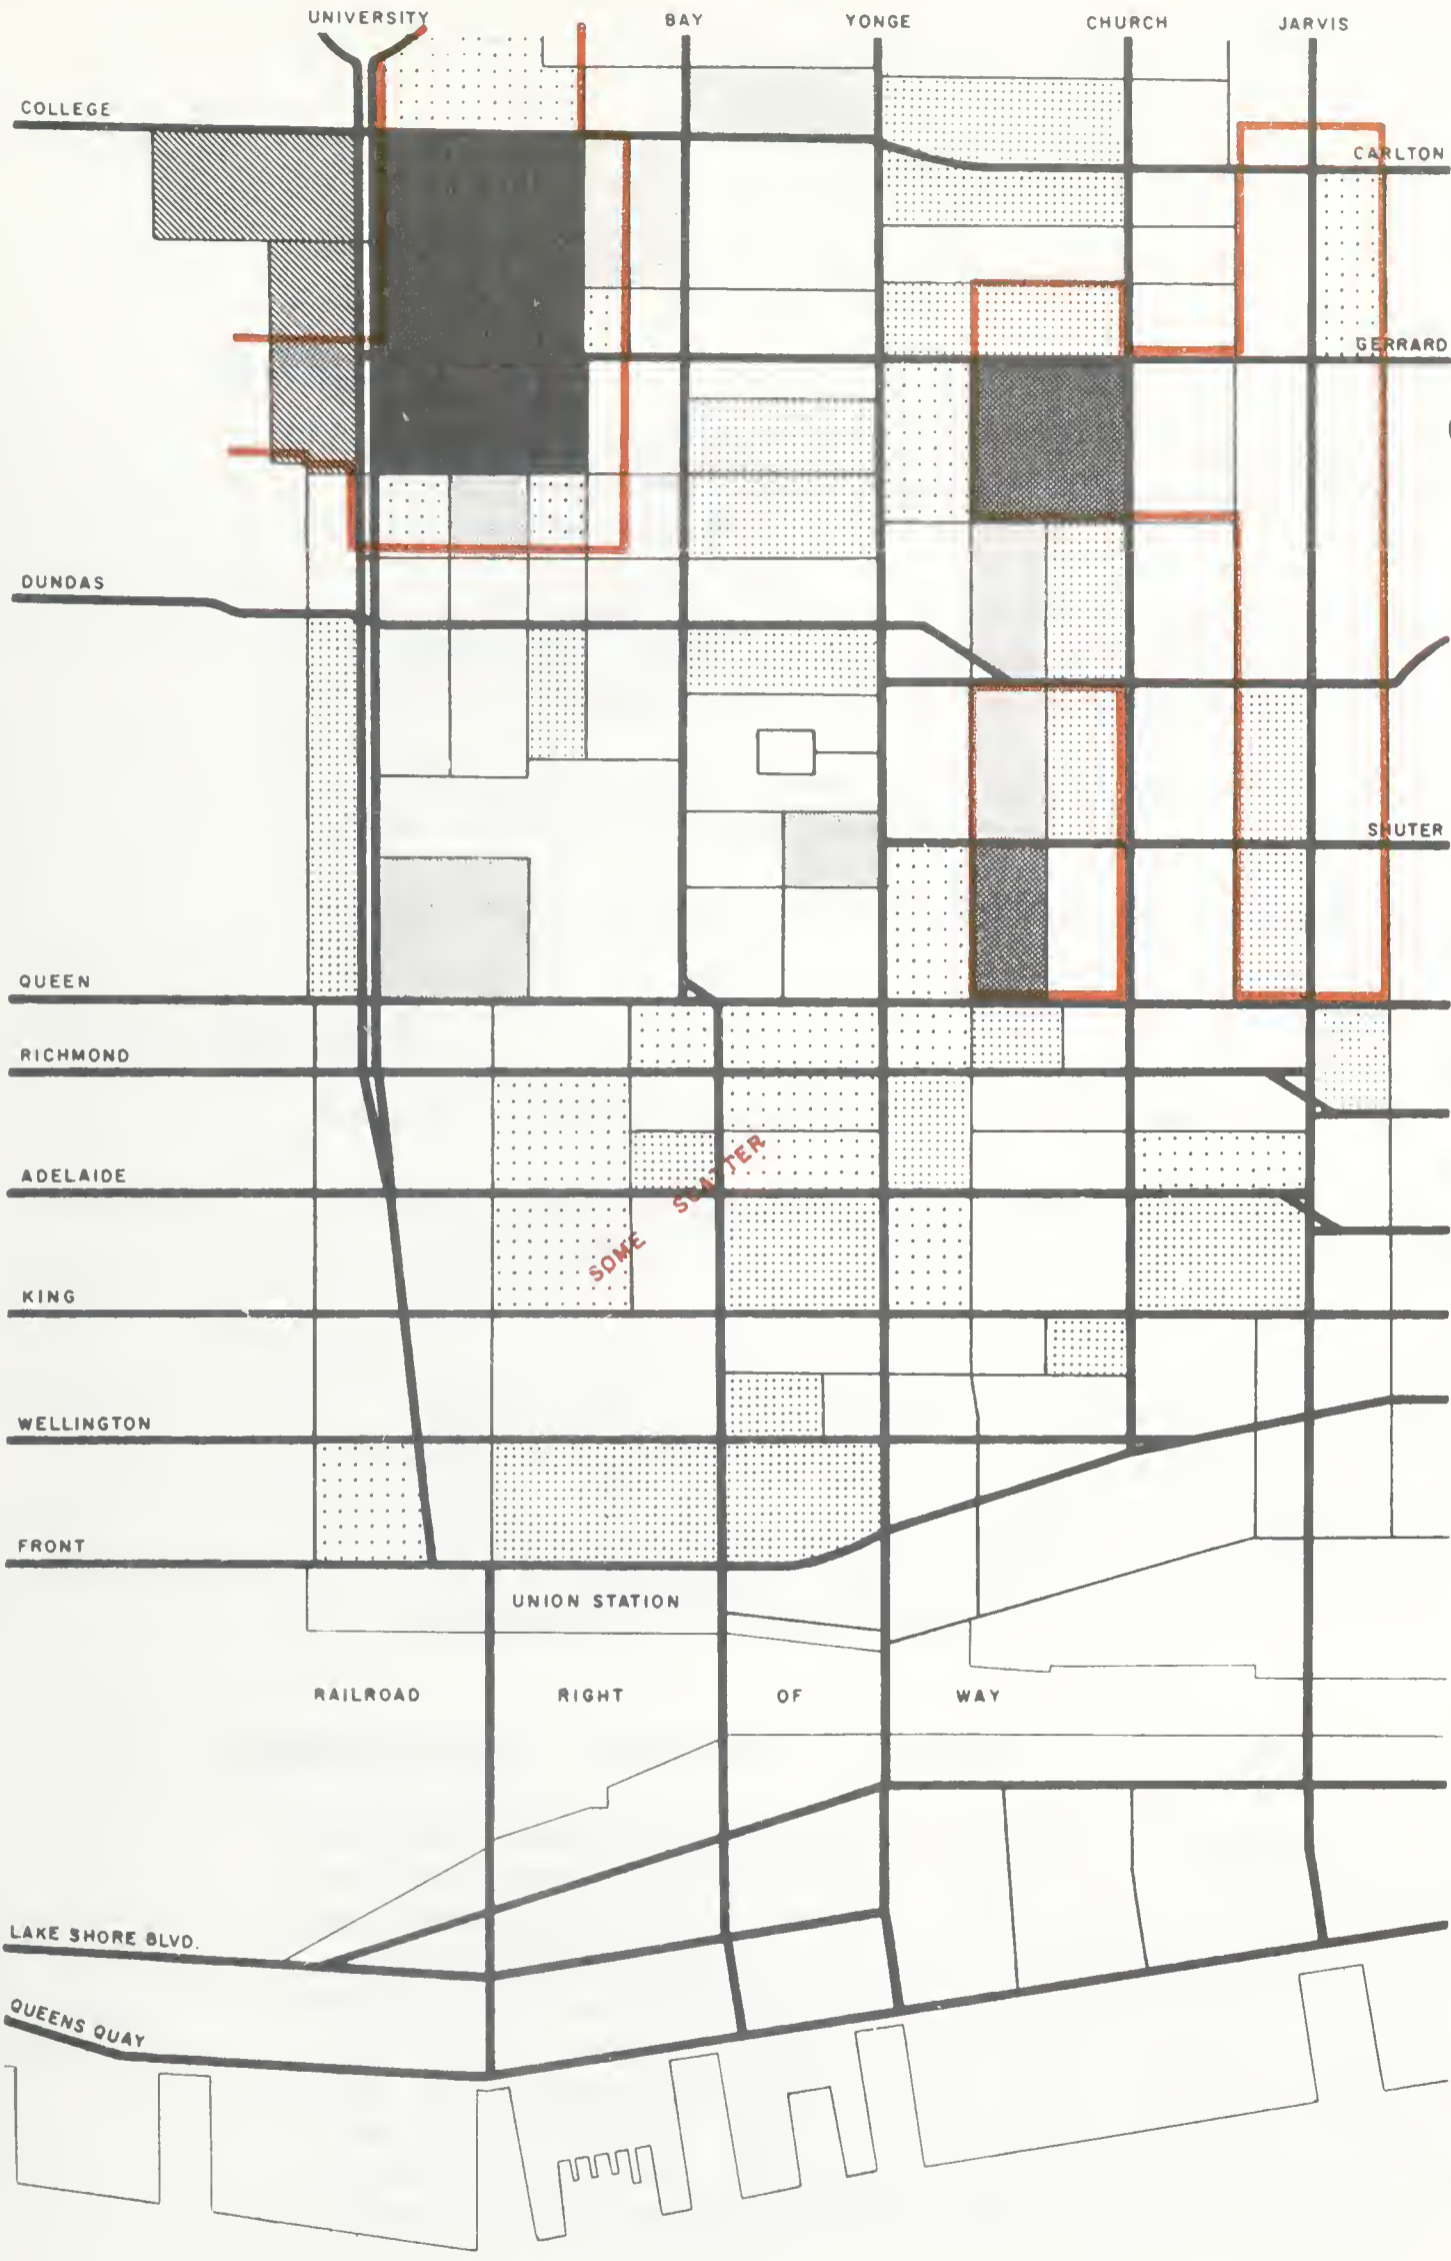 UNIVERSITY
BAY
YONGE
CHURCH
JARVIS
COLLEGE
CARLTON
GERRARD
DUNDAS
SHUTER
QUEEN
RICHMOND
ADELAIDE
SOME SCATTER
KING
WELLINGTON
FRONT
UNION STATION
RAILROAD RIGHT OF WAY
LAKE SHORE BLVD.
QUEENS QUAY